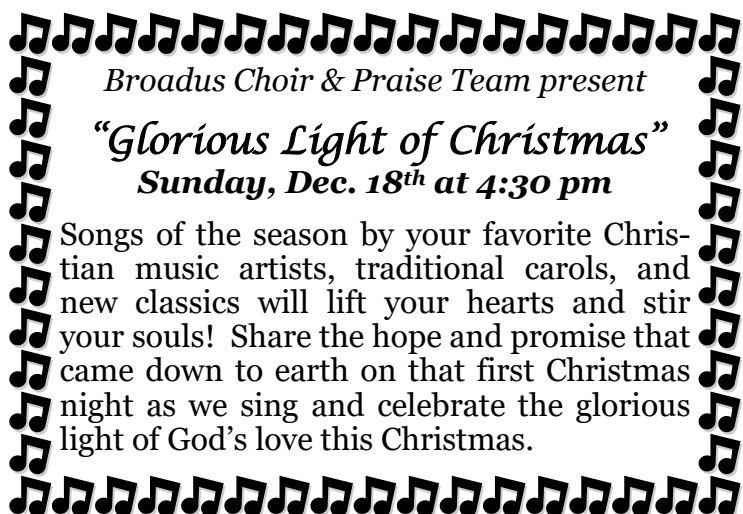 Broadus Choir & Praise Team present
“Glorious Light of Christmas”
Sunday, Dec. 18th at 4:30 pm
Songs of the season by your favorite Chris-
tian music artists, traditional carols, and
new classics will lift your hearts and stir
your souls!  Share the hope and promise that
came down to earth on that first Christmas
night as we sing and celebrate the glorious
light of God’s love this Christmas.